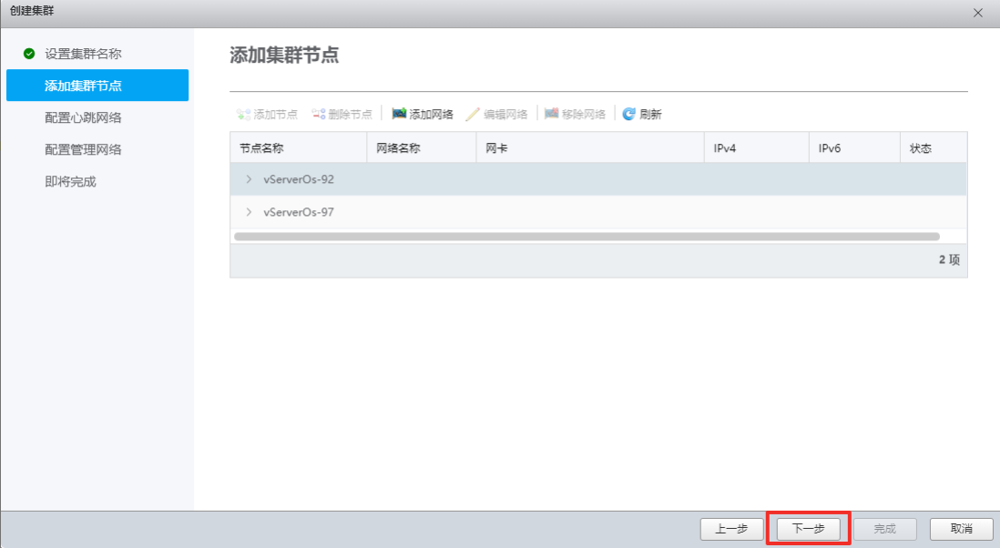 创建集群
设置集群名称
添加集群节点
配置心跳网络
配置管理网络
即将完成
添加集群节点
添加节点 删除节点 添加网络 编辑网络 移除网络 刷新
节点名称 网络名称 网卡 IPv4 IPv6 状态
vServerOs-92
vServerOs-97
2 项
上一步 下一步 完成 取消